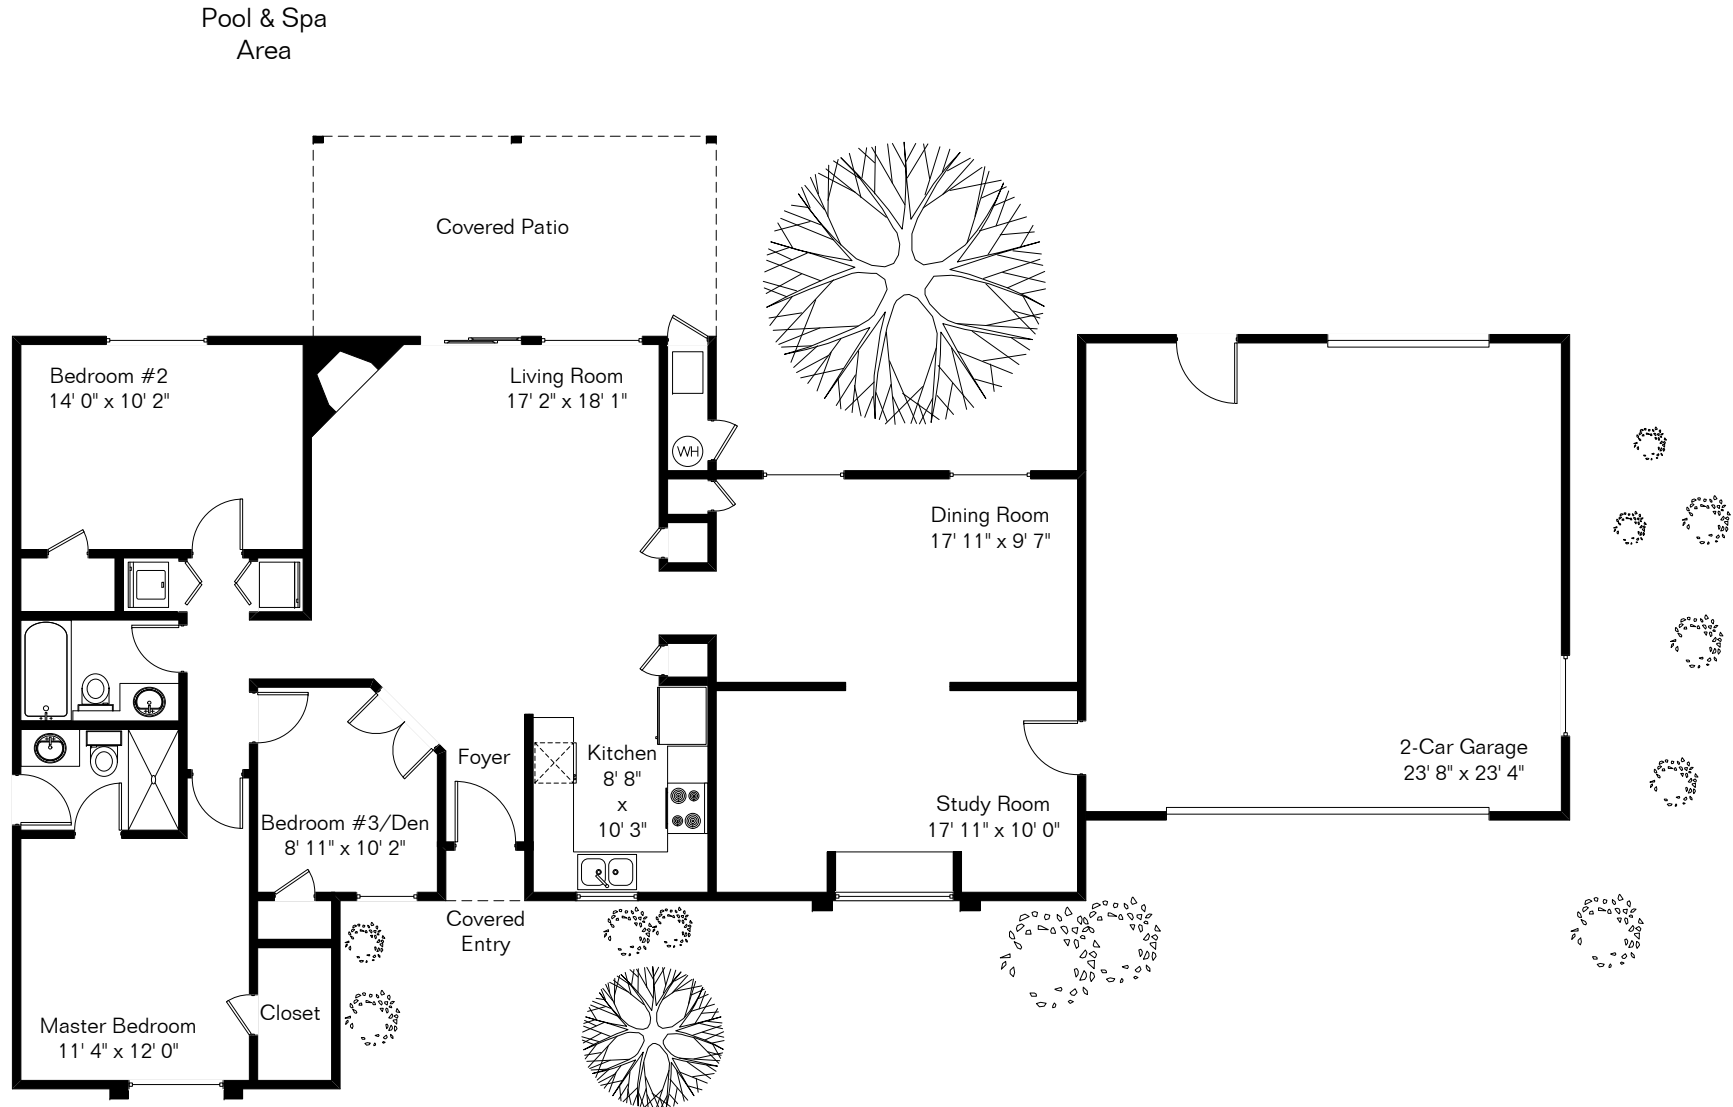 Pool & Spa
Area
Covered Patio
Bedroom #2
14' 0" x 10' 2"
Living Room
17' 2" x 18' 1"
WH
Dining Room
17' 11" x 9' 7"
2-Car Garage
23' 8" x 23' 4"
Foyer
Kitchen
8' 8"
x
10' 3"
Study Room
17' 11" x 10' 0"
Bedroom #3/Den
8' 11" x 10' 2"
Covered
Entry
Closet
Master Bedroom
11' 4" x 12' 0"